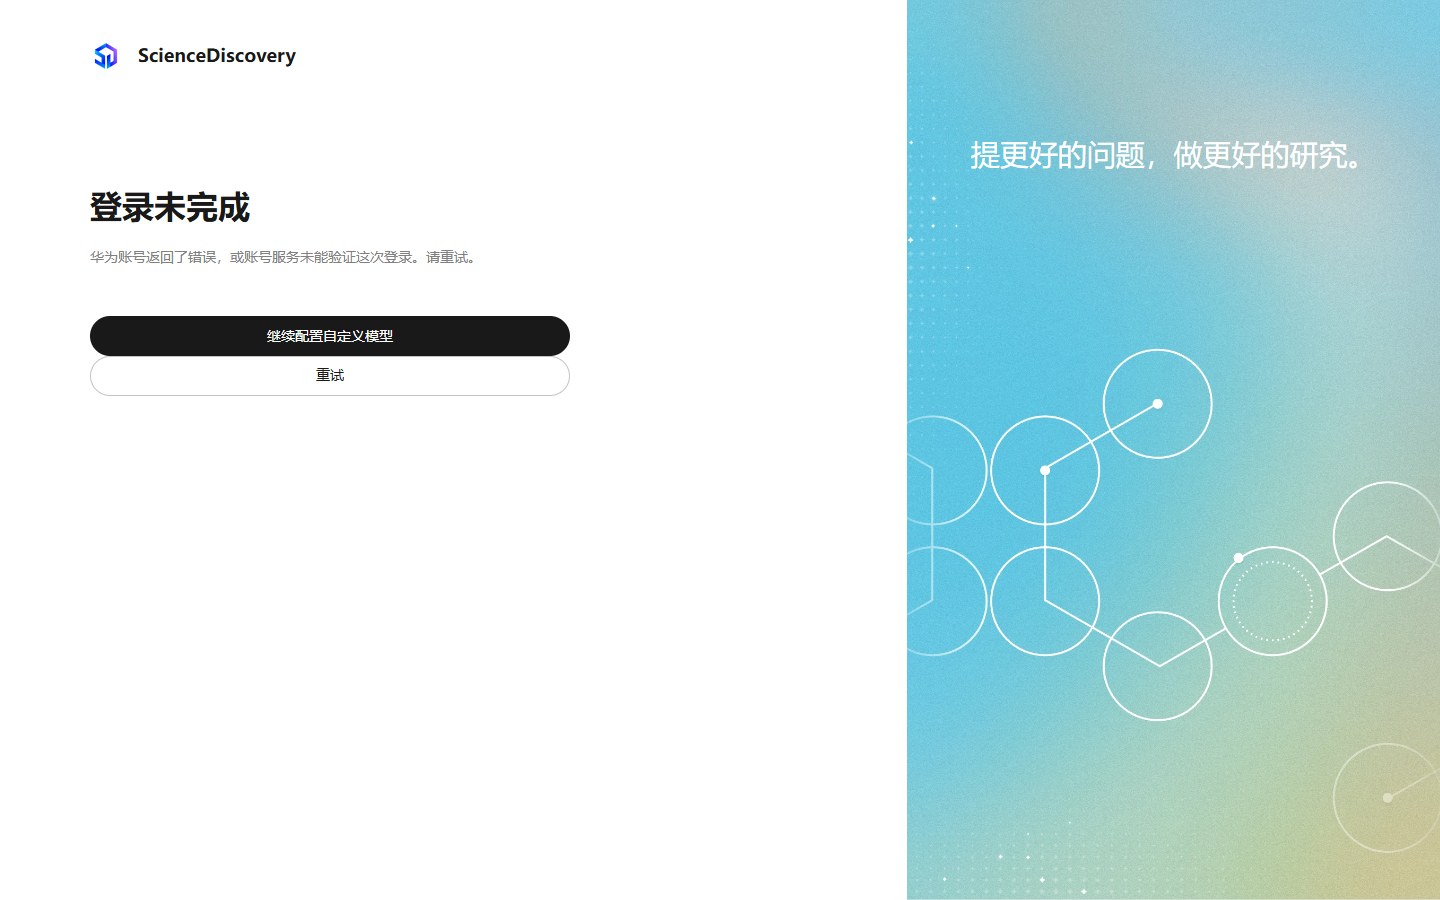 ScienceDiscovery
登录未完成
华为账号返回了错误，或账号服务未能验证这次登录。请重试。
继续配置自定义模型
重试
提更好的问题，做更好的研究。